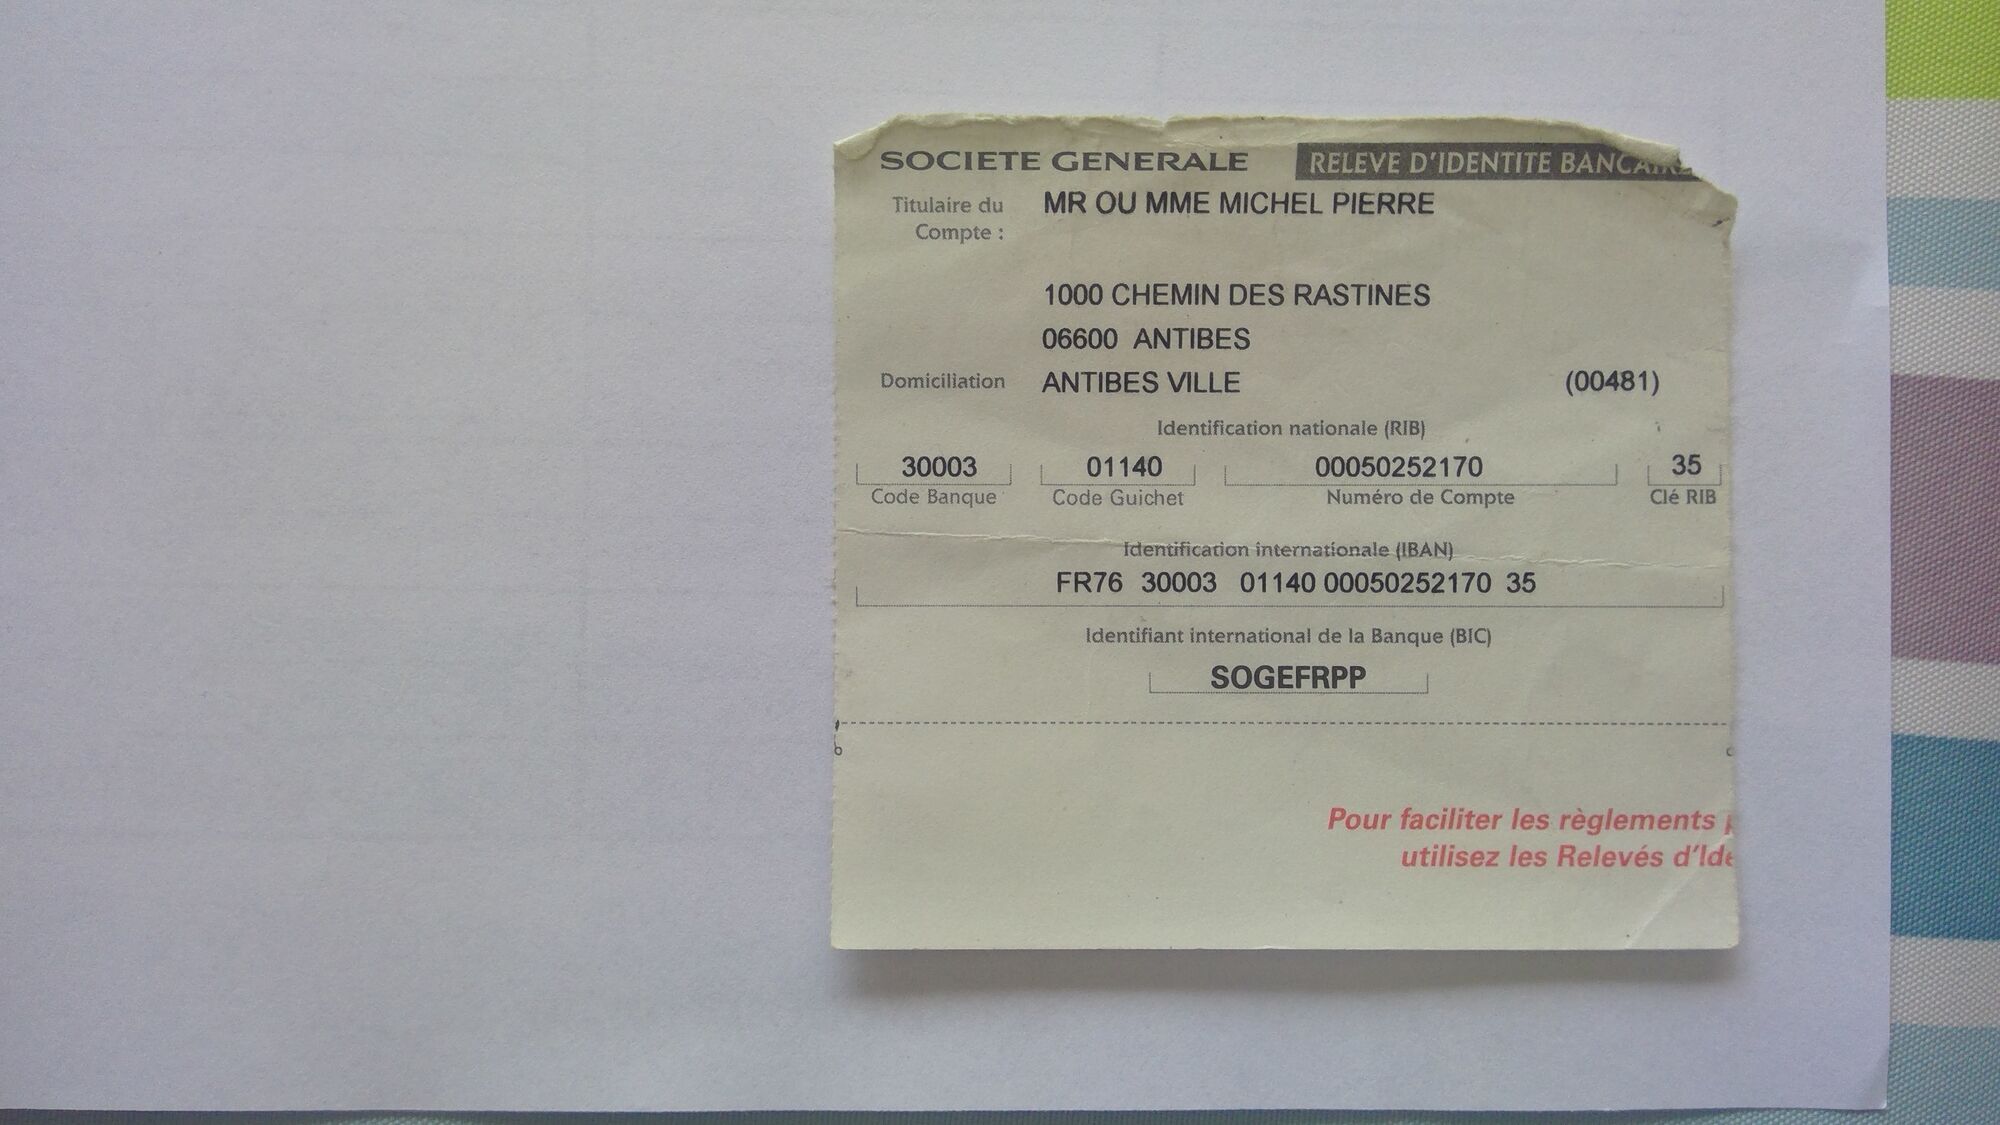 SOCIETE GENERALE RELEVE D'IDENTITE BANCAIRE
Titulaire du MR OU MME MICHEL PIERRE
Compte :
1000 CHEMIN DES RASTINES
06600 ANTIBES
Domiciliation ANTIBES VILLE (00481)
Identification nationale (RIB)
30003 01140 00050252170 35
Code Banque Code Guichet Numéro de Compte Clé RIB
Identification internationale (IBAN)
FR76 30003 01140 00050252170 35
Identifiant international de la Banque (BIC)
SOGEFRPP
Pour faciliter les règlements
utilisez les Relevés